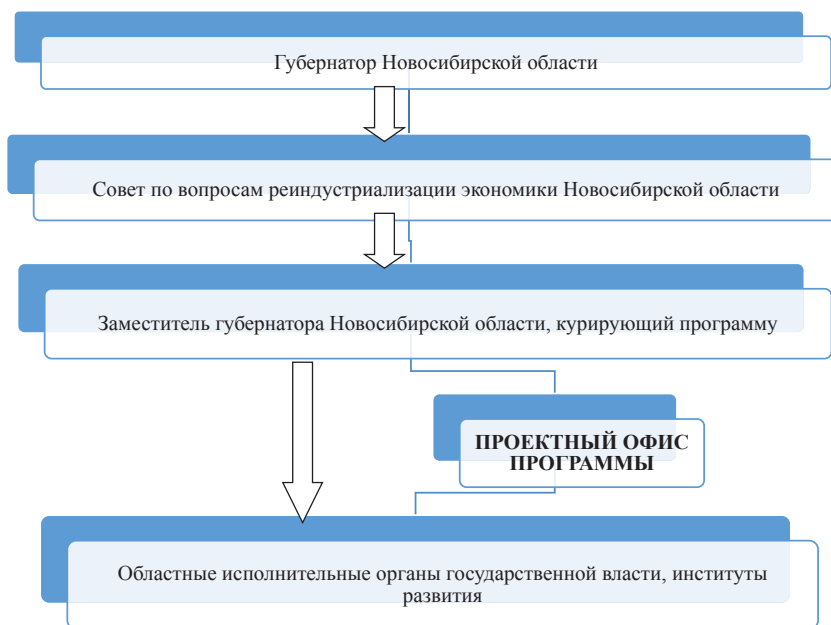 Губернатор Новосибирской области
Совет по вопросам реиндустриализации экономики Новосибирской области
Заместитель губернатора Новосибирской области, курирующий программу
ПРОЕКТНЫЙ ОФИС
ПРОГРАММЫ
Областные исполнительные органы государственной власти, институты
развития